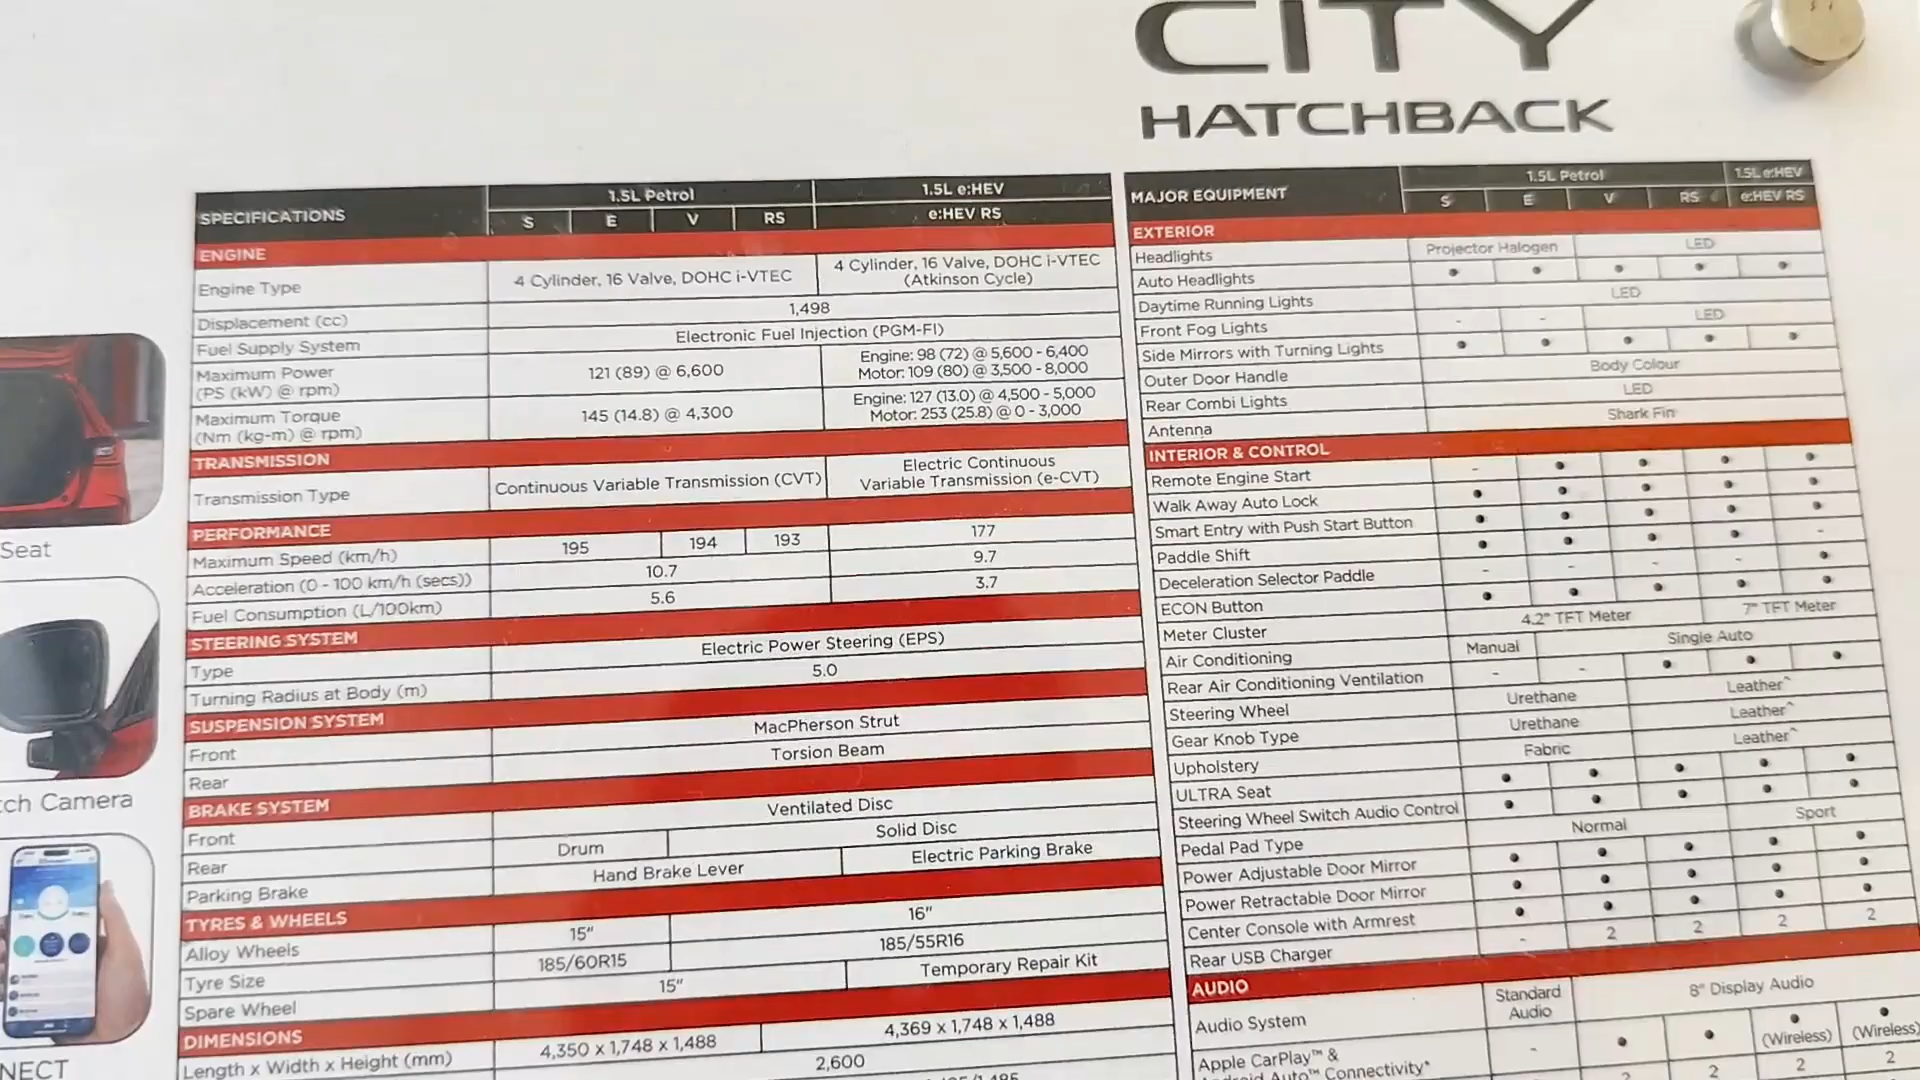 CITY
HATCHBACK
SPECIFICATIONS 1.5L Petrol 1.5L e:HEV
S E V RS e:HEV RS
ENGINE
Engine Type 4 Cylinder, 16 Valve, DOHC i-VTEC 4 Cylinder, 16 Valve, DOHC i-VTEC (Atkinson Cycle)
Displacement (cc) 1,498
Fuel Supply System Electronic Fuel Injection (PGM-FI)
Maximum Power (PS (kW) @ rpm) 121 (89) @ 6,600 Engine: 98 (72) @ 5,600 - 6,400 Motor: 109 (80) @ 3,500 - 8,000
Maximum Torque (Nm (kg-m) @ rpm) 145 (14.8) @ 4,300 Engine: 127 (13.0) @ 4,500 - 5,000 Motor: 253 (25.8) @ 0 - 3,000
TRANSMISSION
Transmission Type Continuous Variable Transmission (CVT) Electric Continuous Variable Transmission (e-CVT)
PERFORMANCE
Maximum Speed (km/h) 195 194 193 177
Acceleration (0 - 100 km/h (secs)) 10.7 9.7
Fuel Consumption (L/100km) 5.6 3.7
STEERING SYSTEM
Type Electric Power Steering (EPS)
Turning Radius at Body (m) 5.0
SUSPENSION SYSTEM
Front MacPherson Strut
Rear Torsion Beam
BRAKE SYSTEM
Front Ventilated Disc
Rear Drum Solid Disc
Parking Brake Hand Brake Lever Electric Parking Brake
TYRES & WHEELS
Alloy Wheels 15" 16"
Tyre Size 185/60R15 185/55R16
Spare Wheel 15" Temporary Repair Kit
DIMENSIONS
Length x Width x Height (mm) 4,350 x 1,748 x 1,488 4,369 x 1,748 x 1,488
2,600
MAJOR EQUIPMENT 1.5L Petrol 1.5L e:HEV
S E V RS e:HEV RS
EXTERIOR
Headlights Projector Halogen LED
Auto Headlights • • • • •
Daytime Running Lights LED
Front Fog Lights - - LED
Side Mirrors with Turning Lights • • • • •
Outer Door Handle Body Colour
Rear Combi Lights LED
Antenna Shark Fin
INTERIOR & CONTROL
Remote Engine Start - • • • •
Walk Away Auto Lock • • • • •
Smart Entry with Push Start Button • • • • •
Paddle Shift • • • • -
Deceleration Selector Paddle - - - - •
ECON Button • • • • •
Meter Cluster 4.2" TFT Meter 7" TFT Meter
Air Conditioning Manual Single Auto
Rear Air Conditioning Ventilation - - • • •
Steering Wheel Urethane Leather^
Gear Knob Type Urethane Leather^
Upholstery Fabric Leather^
ULTRA Seat • • • • •
Steering Wheel Switch Audio Control • • • • •
Pedal Pad Type Normal Sport
Power Adjustable Door Mirror • • • • •
Power Retractable Door Mirror • • • • •
Center Console with Armrest • • • • •
Rear USB Charger - 2 2 2 2
AUDIO
Audio System Standard Audio 8" Display Audio
Apple CarPlay™ & Android Auto™ Connectivity* - • • • (Wireless) • (Wireless)
2 2 2 2
Seat
tch Camera
NECT